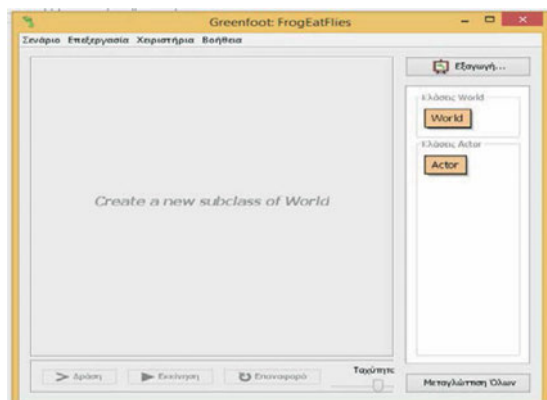 Greenfoot: FrogEatFlies
Σενάριο Επεξεργασία Χειριστήρια Βοήθεια
Εξαγωγή...
Κλάσεις World
World
Κλάσεις Actor
Actor
Create a new subclass of World
Δράση Εκκίνηση Επαναφορά Ταχύτητα
Μεταγλώττιση Όλων